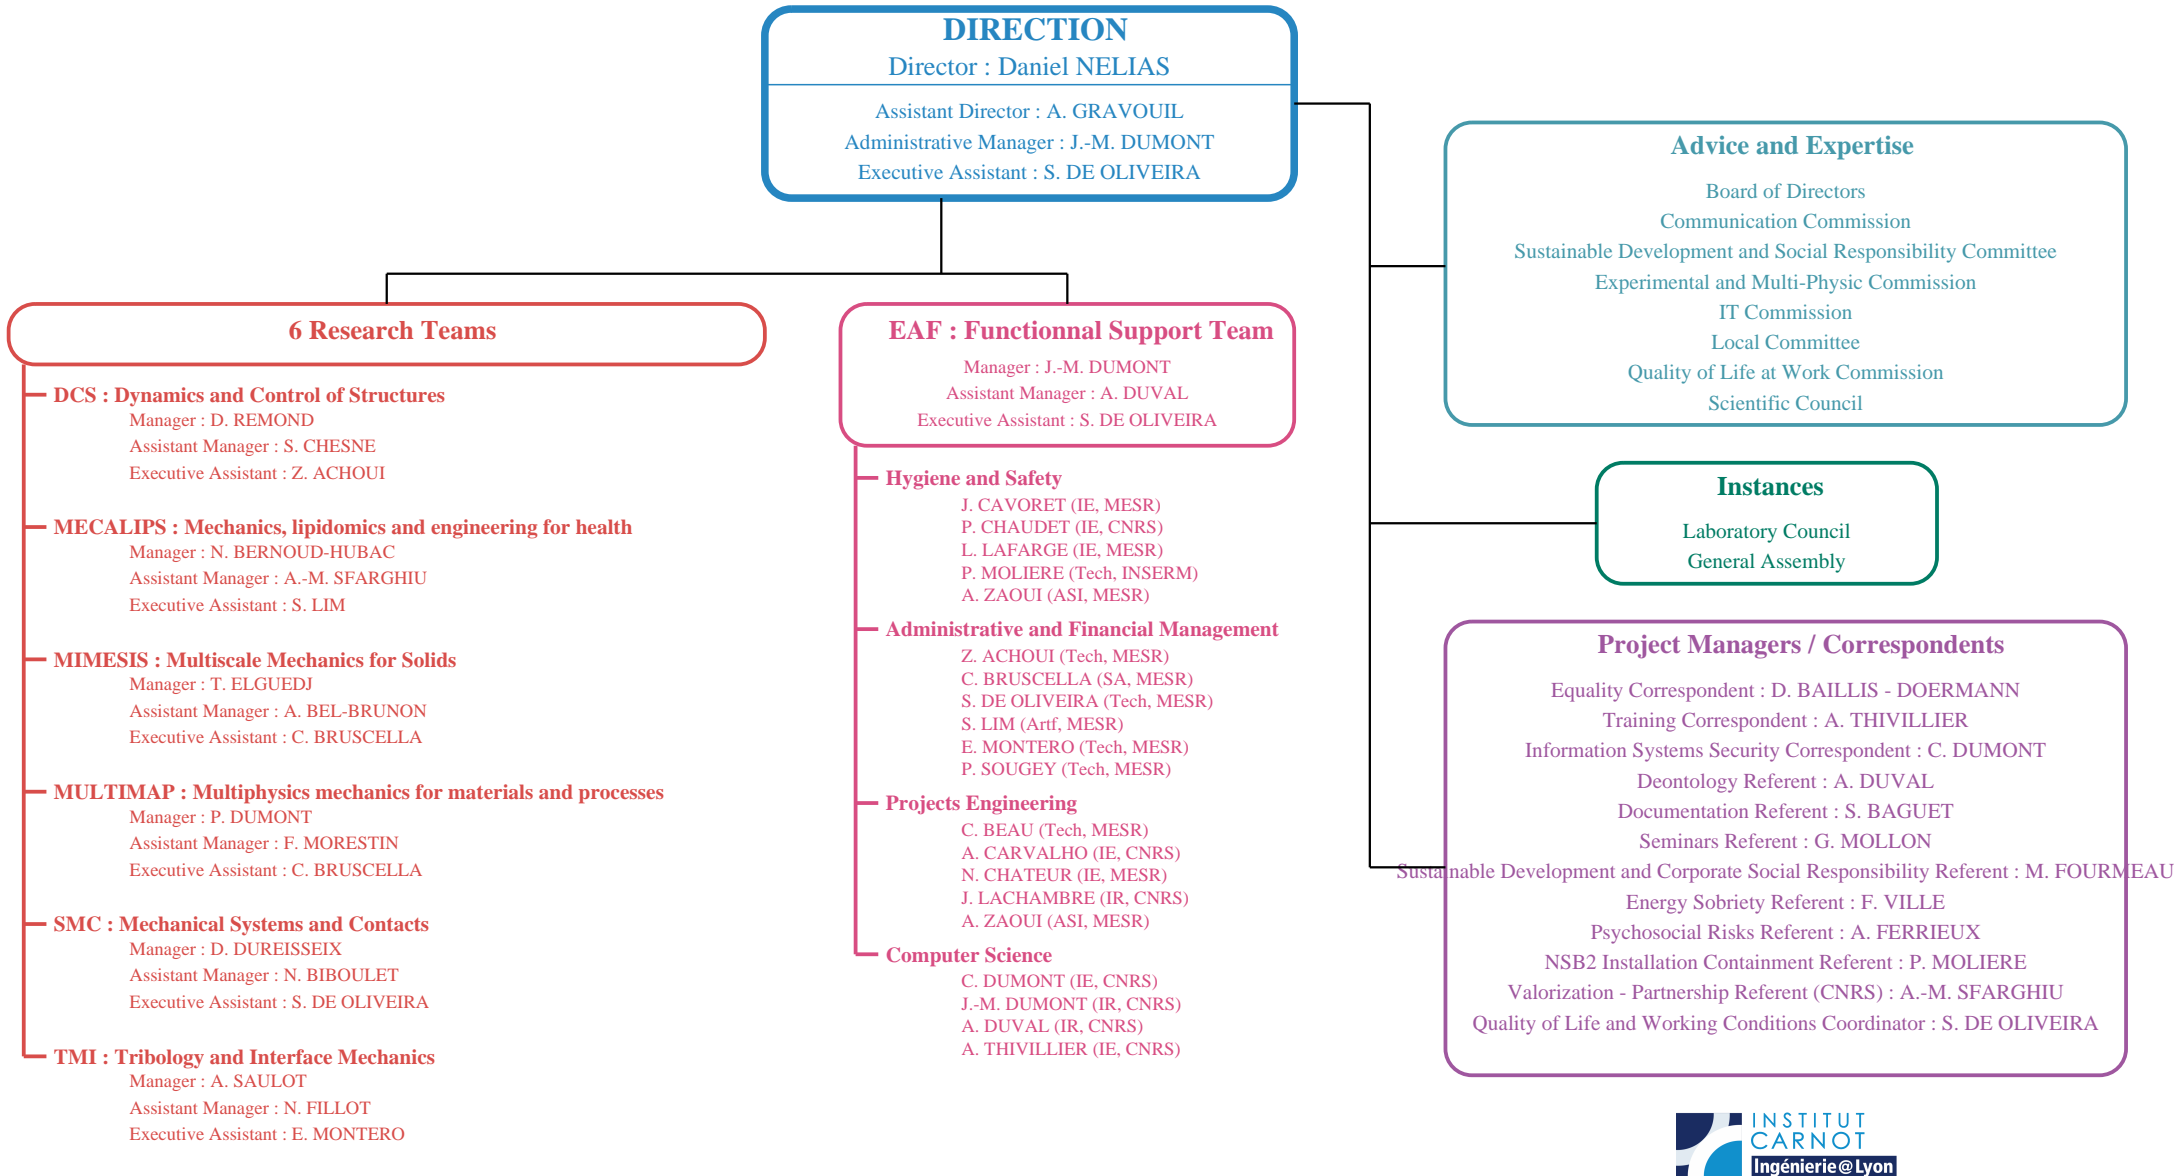 DIRECTION
Director : Daniel NELIAS
Assistant Director : A. GRAVOUIL
Administrative Manager : J.-M. DUMONT
Executive Assistant : S. DE OLIVEIRA
6 Research Teams
DCS : Dynamics and Control of Structures
Manager : D. REMOND
Assistant Manager : S. CHESNE
Executive Assistant : Z. ACHOUI
MECALIPS : Mechanics, lipidomics and engineering for health
Manager : N. BERNOUD-HUBAC
Assistant Manager : A.-M. SFARGHIU
Executive Assistant : S. LIM
MIMESIS : Multiscale Mechanics for Solids
Manager : T. ELGUEDJ
Assistant Manager : A. BEL-BRUNON
Executive Assistant : C. BRUSCELLA
MULTIMAP : Multiphysics mechanics for materials and processes
Manager : P. DUMONT
Assistant Manager : F. MORESTIN
Executive Assistant : C. BRUSCELLA
SMC : Mechanical Systems and Contacts
Manager : D. DUREISSEIX
Assistant Manager : N. BIBOULET
Executive Assistant : S. DE OLIVEIRA
TMI : Tribology and Interface Mechanics
Manager : A. SAULOT
Assistant Manager : N. FILLOT
Executive Assistant : E. MONTERO
EAF : Functionnal Support Team
Manager : J.-M. DUMONT
Assistant Manager : A. DUVAL
Executive Assistant : S. DE OLIVEIRA
Hygiene and Safety
J. CAVORET (IE, MESR)
P. CHAUDET (IE, CNRS)
L. LAFARGE (IE, MESR)
P. MOLIERE (Tech, INSERM)
A. ZAOUI (ASI, MESR)
Administrative and Financial Management
Z. ACHOUI (Tech, MESR)
C. BRUSCELLA (SA, MESR)
S. DE OLIVEIRA (Tech, MESR)
S. LIM (Artf, MESR)
E. MONTERO (Tech, MESR)
P. SOUGEY (Tech, MESR)
Projects Engineering
C. BEAU (Tech, MESR)
A. CARVALHO (IE, CNRS)
N. CHATEUR (IE, MESR)
J. LACHAMBRE (IR, CNRS)
A. ZAOUI (ASI, MESR)
Computer Science
C. DUMONT (IE, CNRS)
J.-M. DUMONT (IR, CNRS)
A. DUVAL (IR, CNRS)
A. THIVILLIER (IE, CNRS)
Advice and Expertise
Board of Directors
Communication Commission
Sustainable Development and Social Responsibility Committee
Experimental and Multi-Physic Commission
IT Commission
Local Committee
Quality of Life at Work Commission
Scientific Council
Instances
Laboratory Council
General Assembly
Project Managers / Correspondents
Equality Correspondent : D. BAILLIS - DOERMANN
Training Correspondent : A. THIVILLIER
Information Systems Security Correspondent : C. DUMONT
Deontology Referent : A. DUVAL
Documentation Referent : S. BAGUET
Seminars Referent : G. MOLLON
Sustainable Development and Corporate Social Responsibility Referent : M. FOURMEAU
Energy Sobriety Referent : F. VILLE
Psychosocial Risks Referent : A. FERRIEUX
NSB2 Installation Containment Referent : P. MOLIERE
Valorization - Partnership Referent (CNRS) : A.-M. SFARGHIU
Quality of Life and Working Conditions Coordinator : S. DE OLIVEIRA
INSTITUT
CARNOT
Ingénierie@Lyon